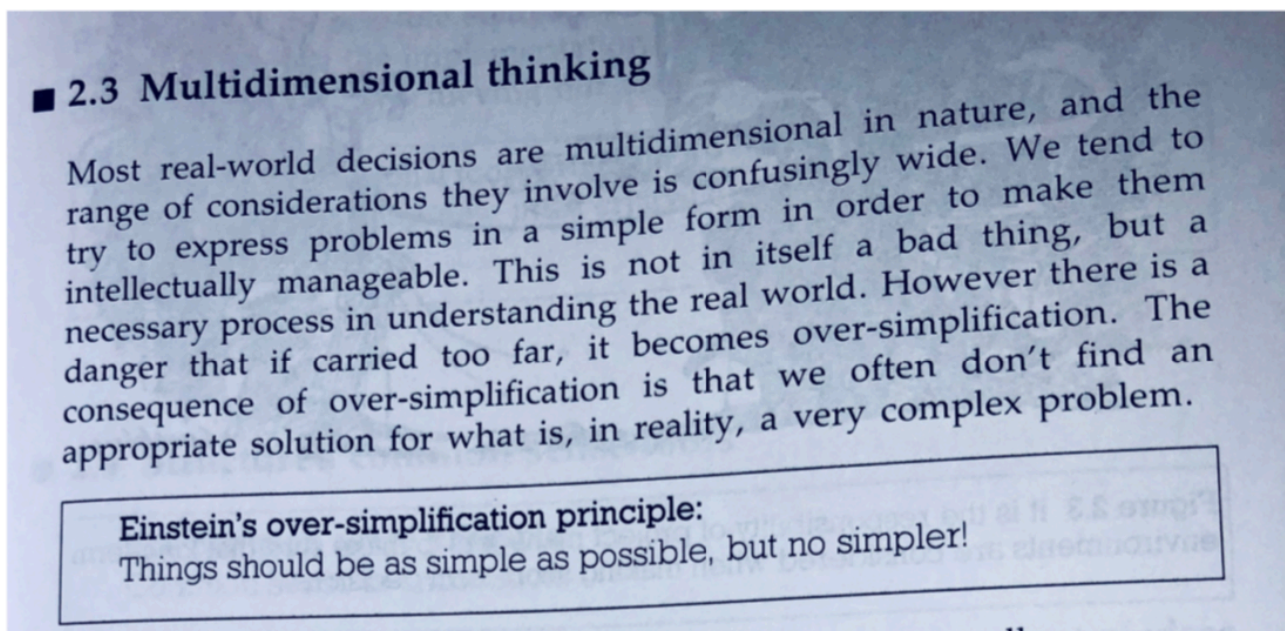 ■ 2.3 Multidimensional thinking
Most real-world decisions are multidimensional in nature, and the
range of considerations they involve is confusingly wide. We tend to
try to express problems in a simple form in order to make them
intellectually manageable. This is not in itself a bad thing, but a
necessary process in understanding the real world. However there is a
danger that if carried too far, it becomes over-simplification. The
consequence of over-simplification is that we often don't find an
appropriate solution for what is, in reality, a very complex problem.
Einstein's over-simplification principle:
Things should be as simple as possible, but no simpler!